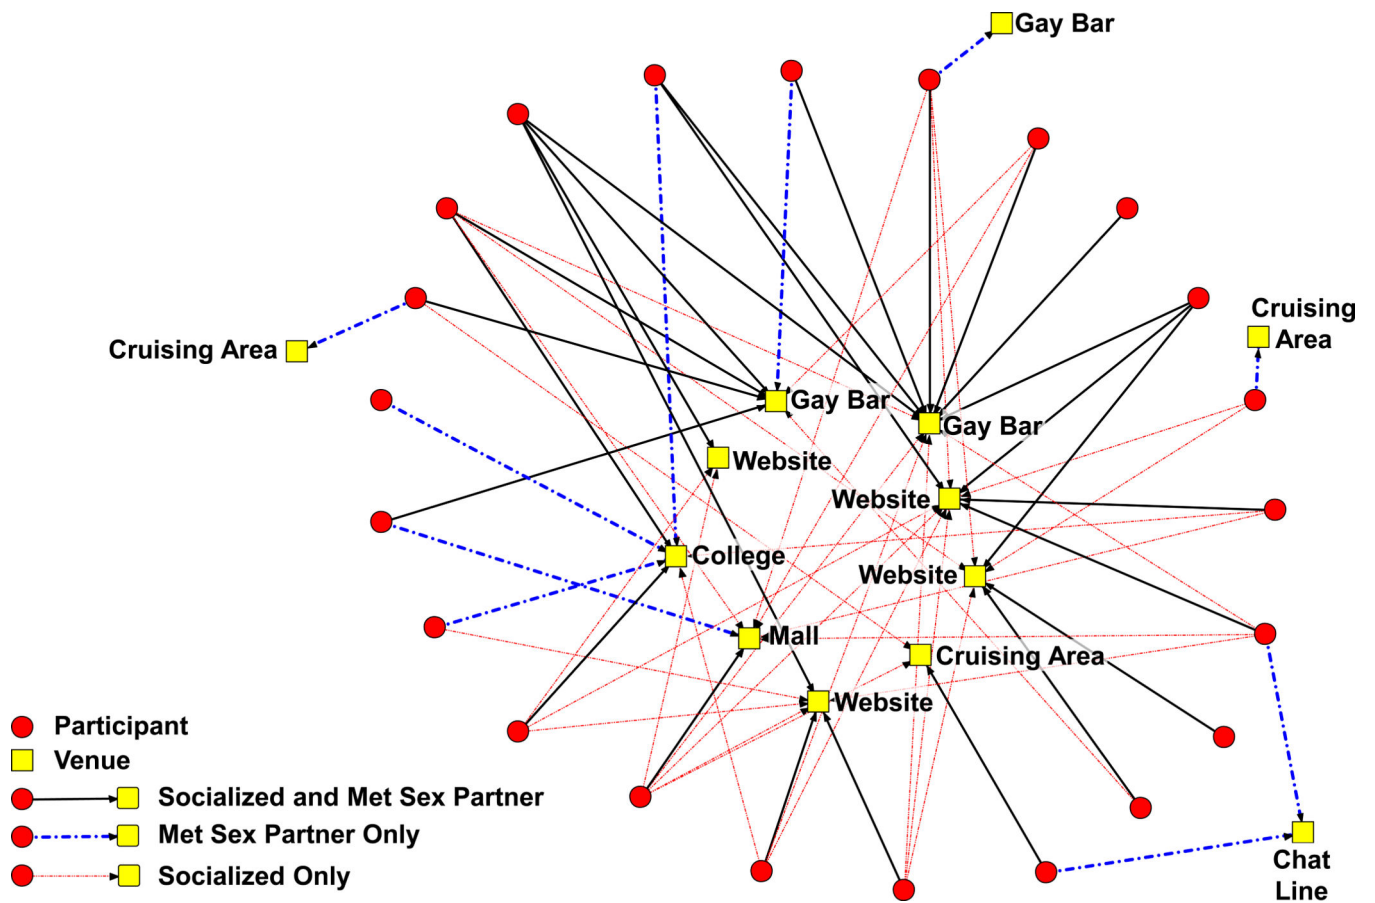 Gay Bar
Cruising
Area
Cruising Area
Gay Bar
Gay Bar
Website
Website
College
Website
Mall
Cruising Area
Website
Participant
Venue
Socialized and Met Sex Partner
Met Sex Partner Only
Socialized Only
Chat
Line